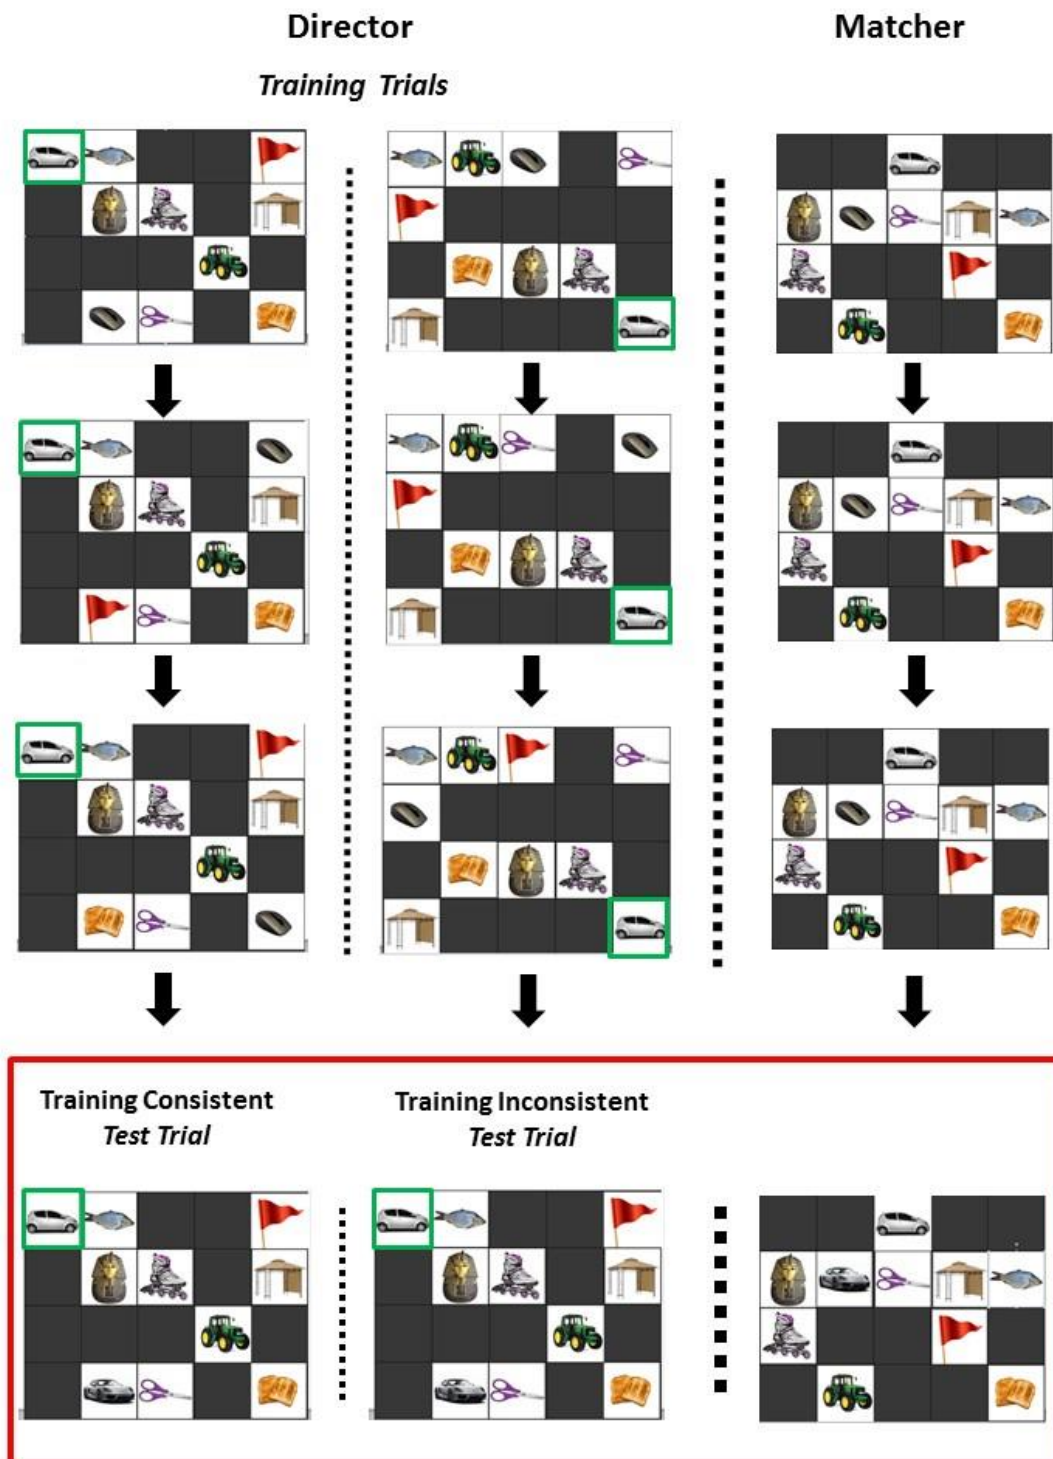 Director
Matcher
Training Trials
Training Consistent
Test Trial
Training Inconsistent
Test Trial